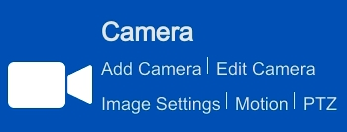 Camera
Add Camera | Edit Camera
Image Settings | Motion | PTZ